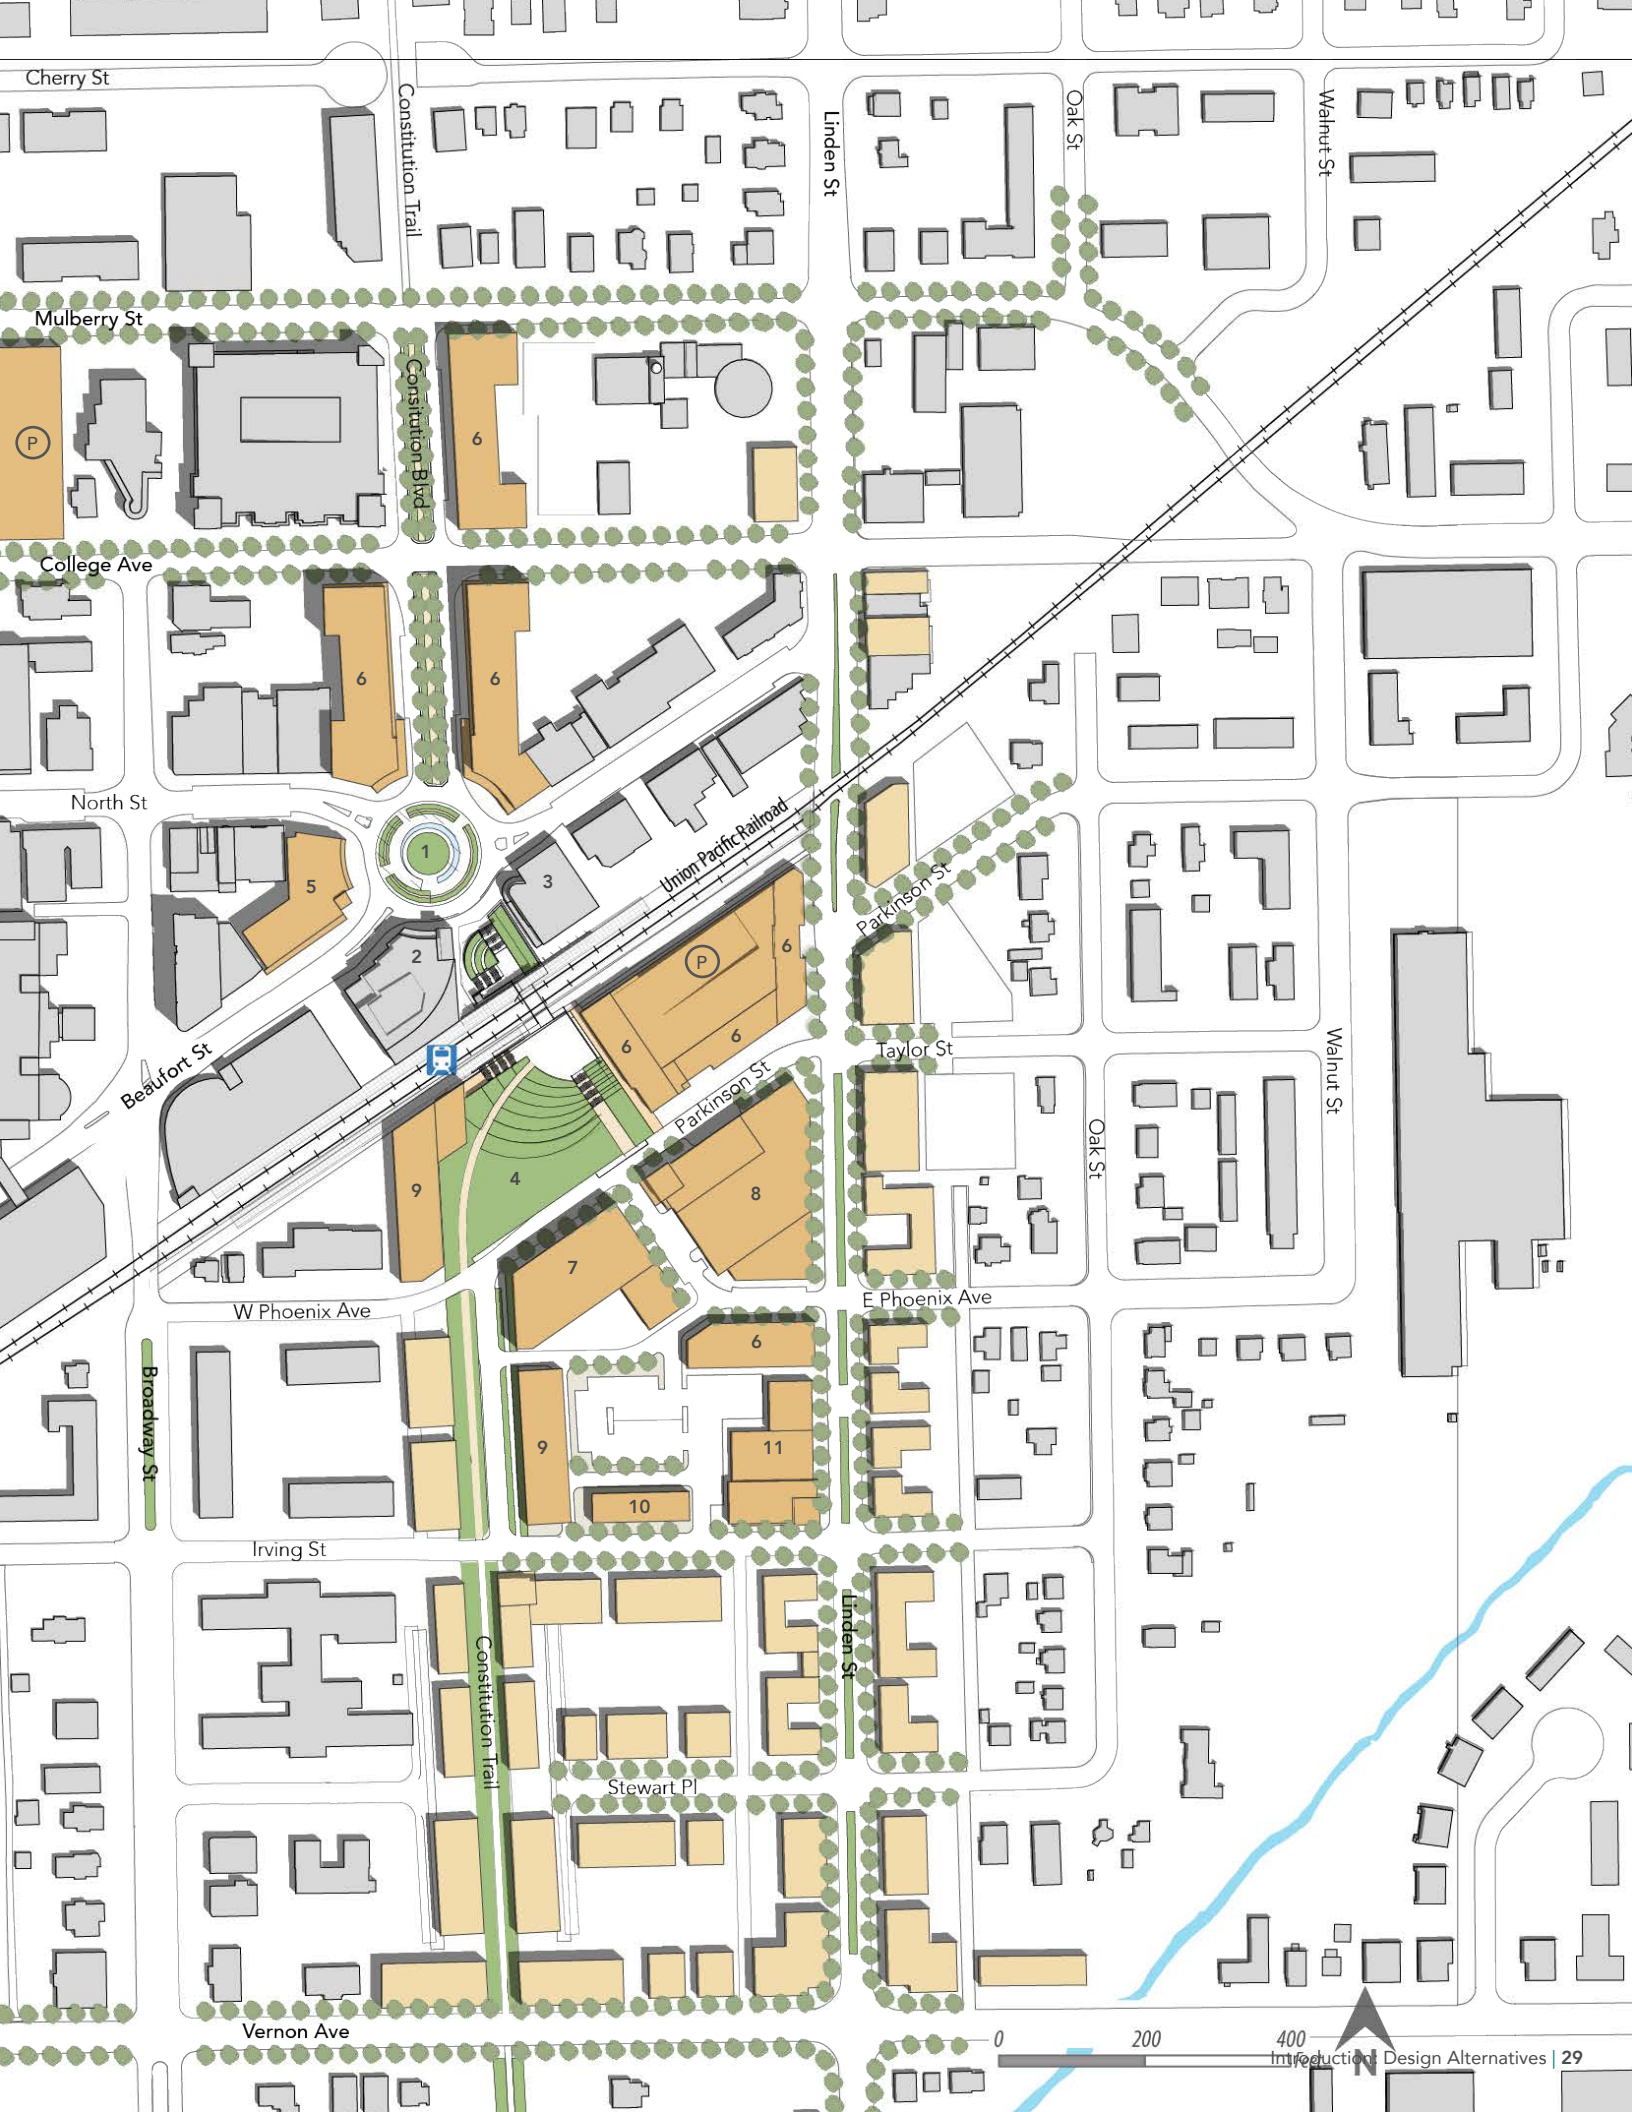 Cherry St
Constitution Trail
Linden St
Oak St
Walnut St
Mulberry St
Consitution Blvd
P
6
College Ave
6
6
North St
1
5
3
2
Union Pacific Railroad
P
6
6
6
Parkinson St
Beaufort St
Taylor St
Walnut St
Parkinson St
Oak St
4
9
8
7
W Phoenix Ave
E Phoenix Ave
6
Broadway St
9
11
10
Irving St
Constitution Trail
Linden St
Stewart Pl
Vernon Ave
0 200 400
Feet
N
Introduction: Design Alternatives | 29